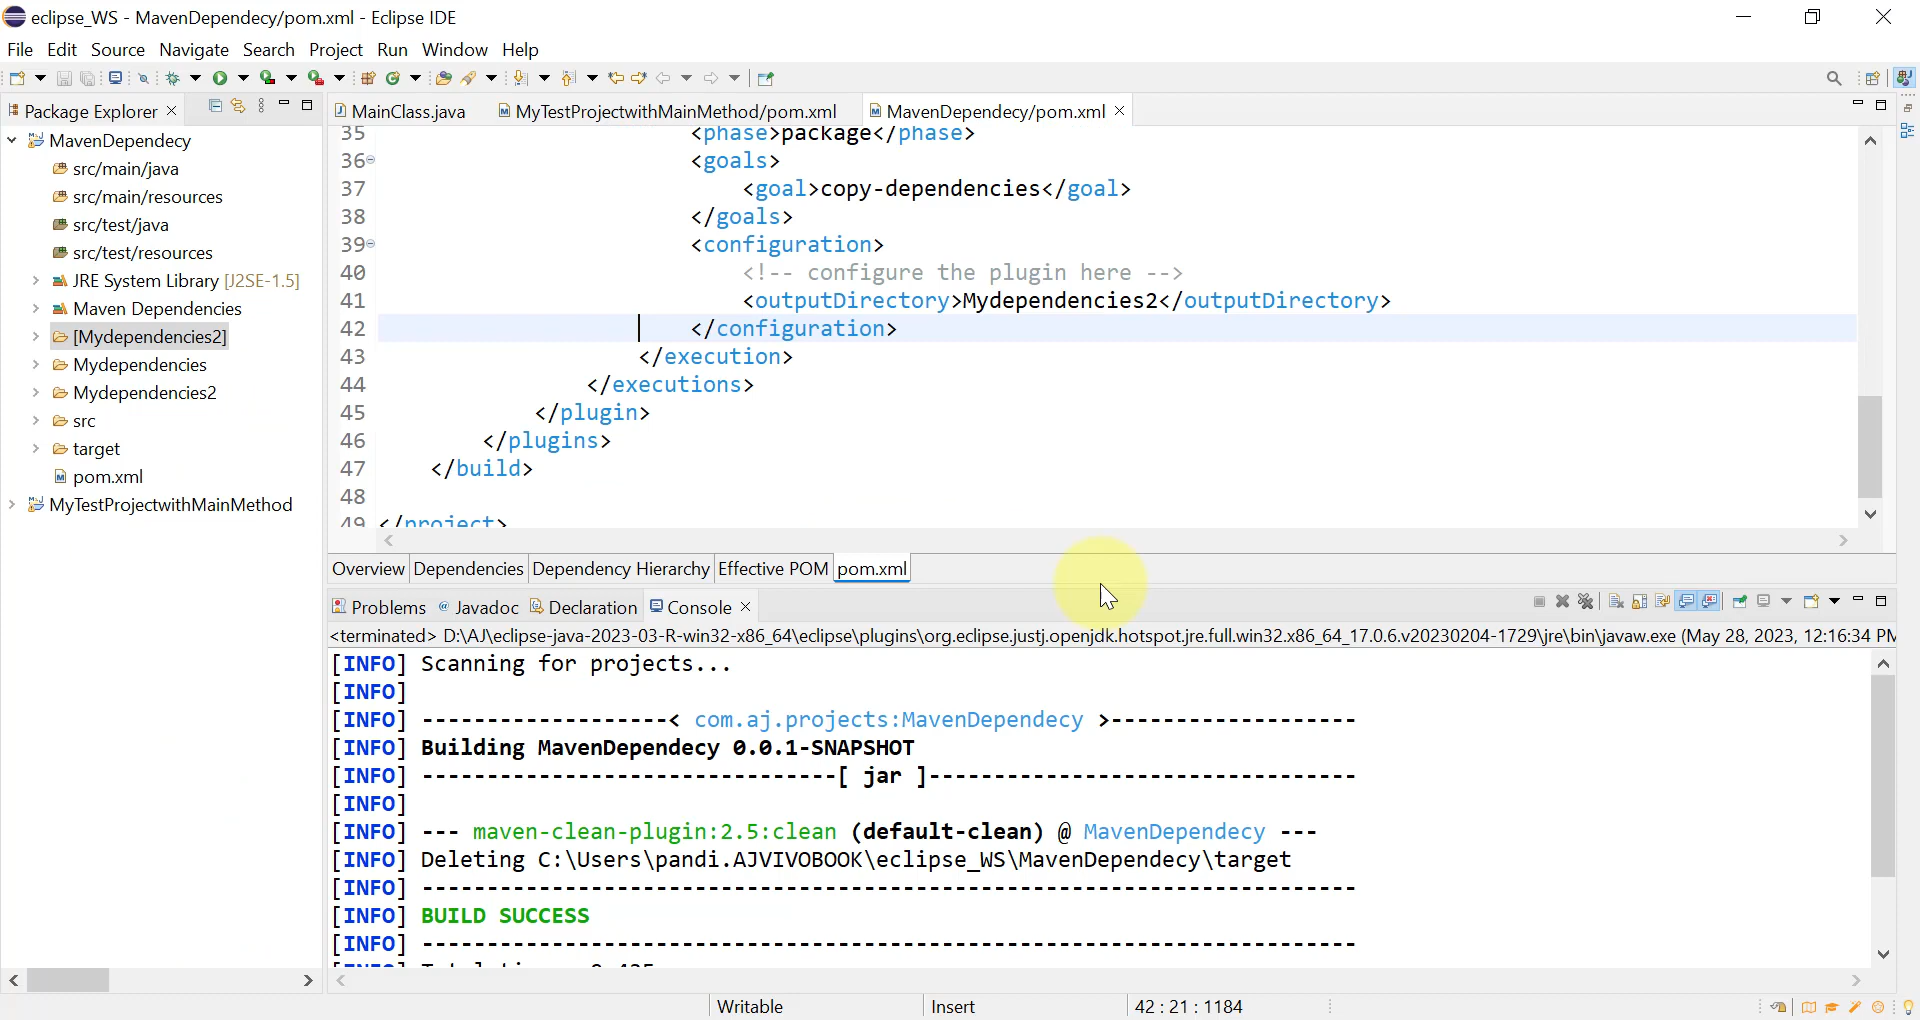 eclipse_WS - MavenDependecy/pom.xml - Eclipse IDE
File Edit Source Navigate Search Project Run Window Help
Package Explorer
MavenDependecy
src/main/java
src/main/resources
src/test/java
src/test/resources
JRE System Library [J2SE-1.5]
Maven Dependencies
[Mydependencies2]
Mydependencies
Mydependencies2
src
target
pom.xml
MyTestProjectwithMainMethod
MainClass.java MyTestProjectwithMainMethod/pom.xml MavenDependecy/pom.xml
35 <phase>package</phase>
36 <goals>
37 <goal>copy-dependencies</goal>
38 </goals>
39 <configuration>
40 <!-- configure the plugin here -->
41 <outputDirectory>Mydependencies2</outputDirectory>
42 </configuration>
43 </execution>
44 </executions>
45 </plugin>
46 </plugins>
47 </build>
48
49 </project>
Overview Dependencies Dependency Hierarchy Effective POM pom.xml
Problems @ Javadoc Declaration Console
<terminated> D:\AJ\eclipse-java-2023-03-R-win32-x86_64\eclipse\plugins\org.eclipse.justj.openjdk.hotspot.jre.full.win32.x86_64_17.0.6.v20230204-1729\jre\bin\javaw.exe (May 28, 2023, 12:16:34 PM
[INFO] Scanning for projects...
[INFO]
[INFO] -------------------< com.aj.projects:MavenDependecy >-------------------
[INFO] Building MavenDependecy 0.0.1-SNAPSHOT
[INFO] --------------------------------[ jar ]---------------------------------
[INFO]
[INFO] --- maven-clean-plugin:2.5:clean (default-clean) @ MavenDependecy ---
[INFO] Deleting C:\Users\pandi.AJVIVOBOOK\eclipse_WS\MavenDependecy\target
[INFO] ------------------------------------------------------------------------
[INFO] BUILD SUCCESS
[INFO] ------------------------------------------------------------------------
Writable Insert 42 : 21 : 1184